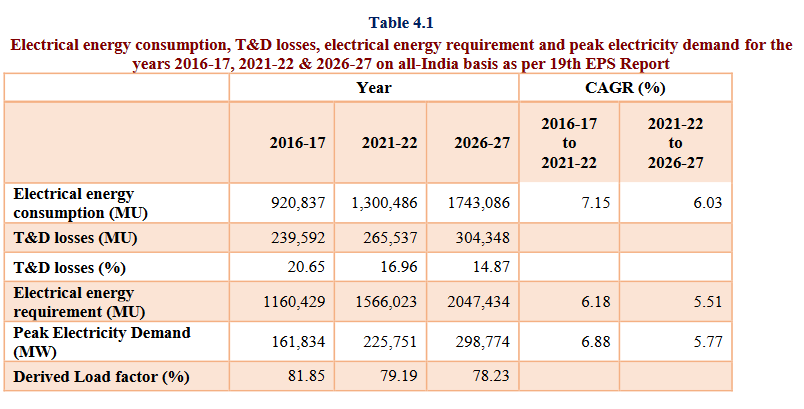 Table 4.1
Electrical energy consumption, T&D losses, electrical energy requirement and peak electricity demand for the
years 2016-17, 2021-22 & 2026-27 on all-India basis as per 19th EPS Report
Year CAGR (%)
2016-17 2021-22 2026-27 2016-17 to 2021-22 2021-22 to 2026-27
Electrical energy
consumption (MU) 920,837 1,300,486 1743,086 7.15 6.03
T&D losses (MU) 239,592 265,537 304,348
T&D losses (%) 20.65 16.96 14.87
Electrical energy
requirement (MU) 1160,429 1566,023 2047,434 6.18 5.51
Peak Electricity Demand
(MW) 161,834 225,751 298,774 6.88 5.77
Derived Load factor (%) 81.85 79.19 78.23